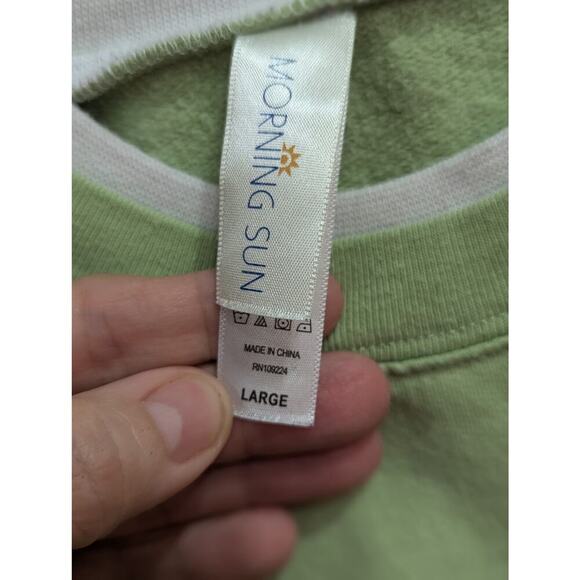 MORNING SUN
MADE IN CHINA
RN109224
LARGE